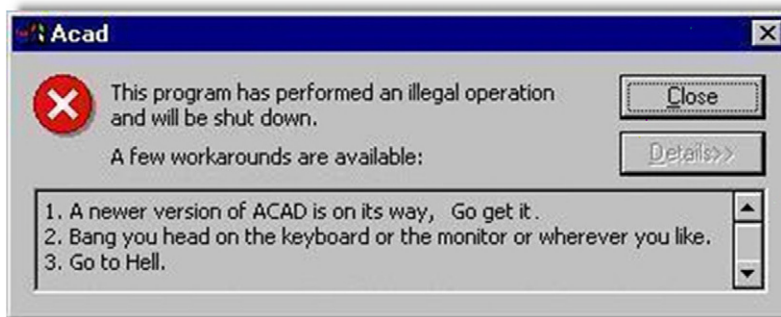 Acad
This program has performed an illegal operation
and will be shut down.
Close
A few workarounds are available:
Details>>
1. A newer version of ACAD is on its way, Go get it.
2. Bang you head on the keyboard or the monitor or wherever you like.
3. Go to Hell.